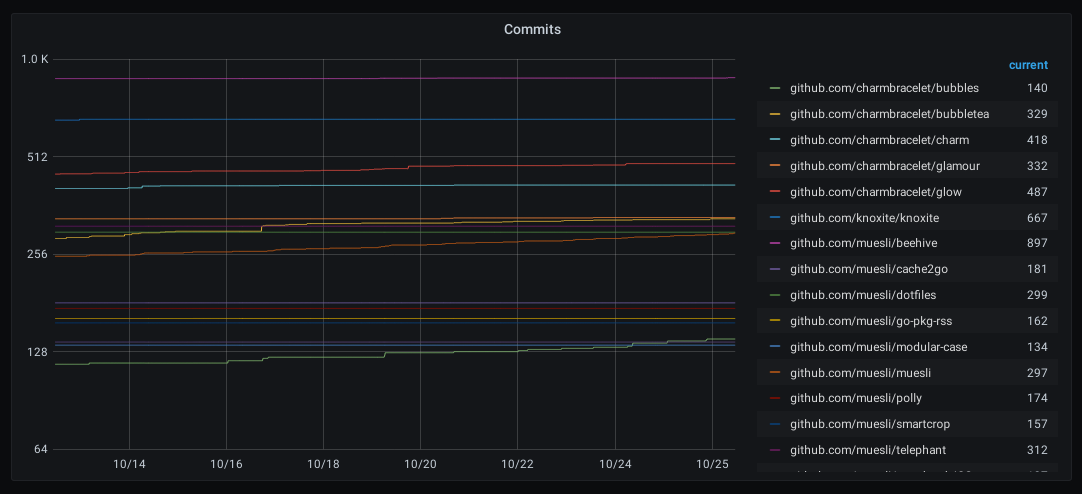 Commits
1.0 K
512
256
128
64
10/14 10/16 10/18 10/20 10/22 10/24 10/25
current
github.com/charmbracelet/bubbles 140
github.com/charmbracelet/bubbletea 329
github.com/charmbracelet/charm 418
github.com/charmbracelet/glamour 332
github.com/charmbracelet/glow 487
github.com/knoxite/knoxite 667
github.com/muesli/beehive 897
github.com/muesli/cache2go 181
github.com/muesli/dotfiles 299
github.com/muesli/go-pkg-rss 162
github.com/muesli/modular-case 134
github.com/muesli/muesli 297
github.com/muesli/polly 174
github.com/muesli/smartcrop 157
github.com/muesli/telephant 312